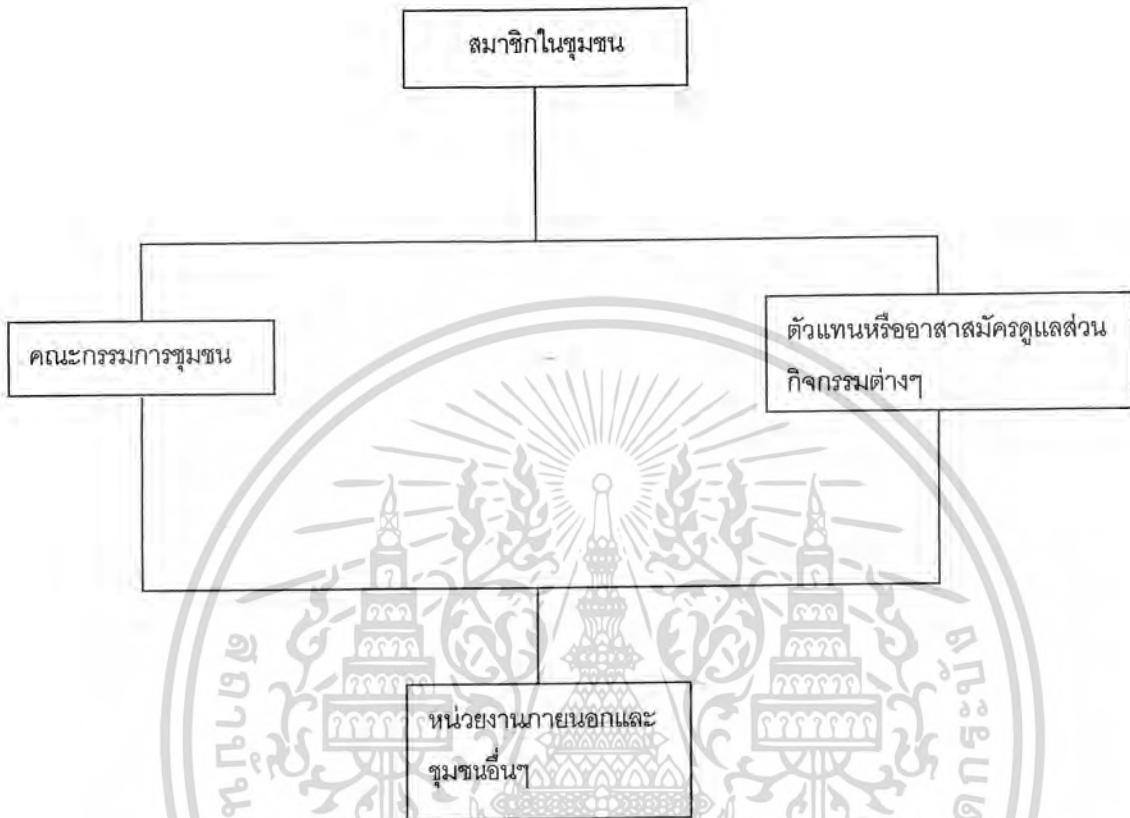 สมาชิกในชุมชน
คณะกรรมการชุมชน
ตัวแทนหรืออาสาสมัครดูแลส่วน
กิจกรรมต่างๆ
หน่วยงานภายนอกและ
ชุมชนอื่นๆ